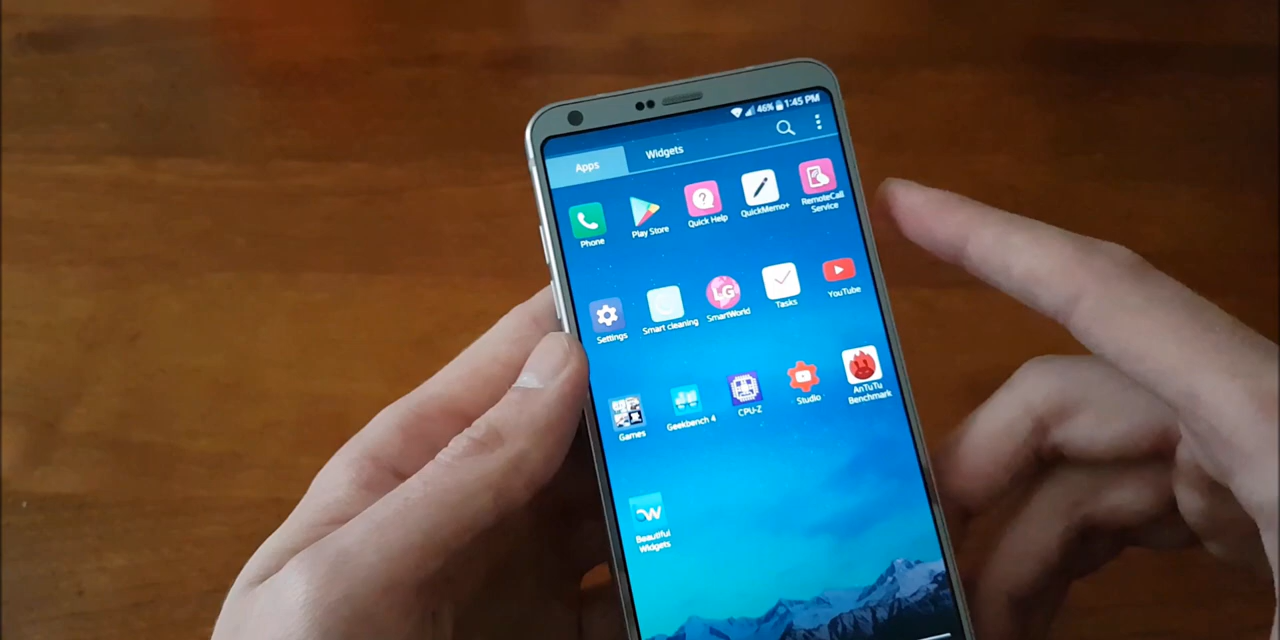 46% 1:45 PM
Apps Widgets
Phone Play Store Quick Help QuickMemo+ RemoteCall
Service
Settings Smart cleaning LG SmartWorld Tasks YouTube
Games Geekbench 4 CPU-Z Studio AnTuTu
Benchmark
W
Beautiful
Widgets